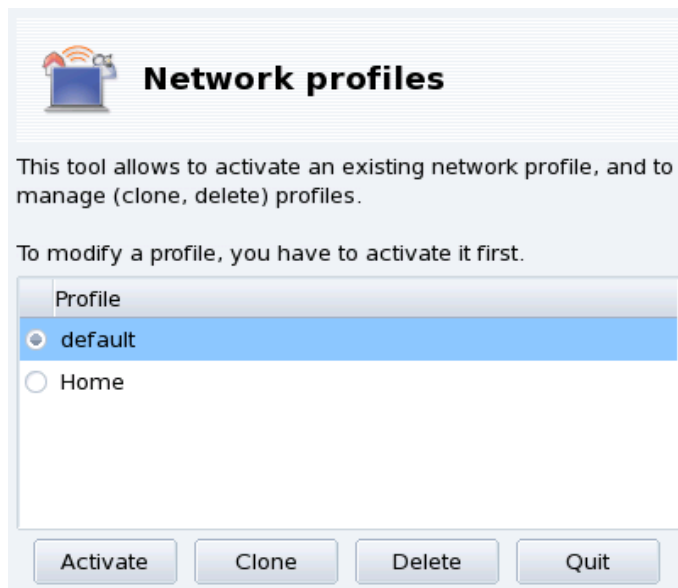 Network profiles
This tool allows to activate an existing network profile, and to
manage (clone, delete) profiles.
To modify a profile, you have to activate it first.
Profile
default
Home
Activate Clone Delete Quit